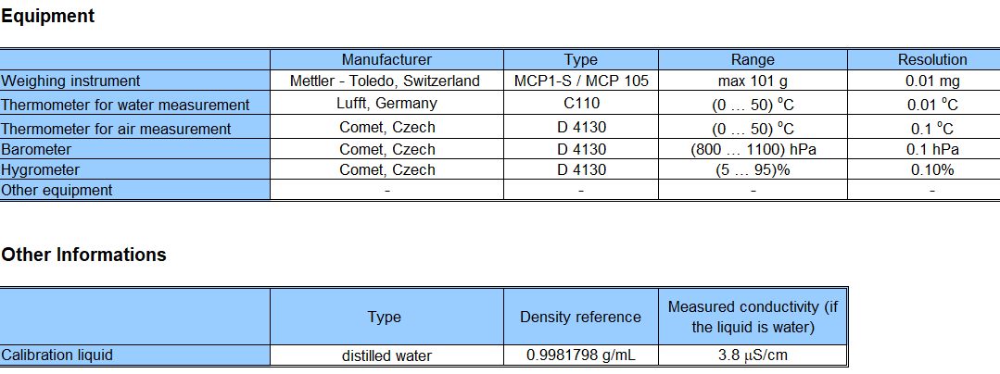 Equipment
Manufacturer Type Range Resolution
Weighing instrument Mettler - Toledo, Switzerland MCP1-S / MCP 105 max 101 g 0.01 mg
Thermometer for water measurement Lufft, Germany C110 (0 … 50) ºC 0.01 ºC
Thermometer for air measurement Comet, Czech D 4130 (0 … 50) ºC 0.1 ºC
Barometer Comet, Czech D 4130 (800 … 1100) hPa 0.1 hPa
Hygrometer Comet, Czech D 4130 (5 … 95)% 0.10%
Other equipment - - - -
Other Informations
Type Density reference Measured conductivity (if
the liquid is water)
Calibration liquid distilled water 0.9981798 g/mL 3.8 μS/cm